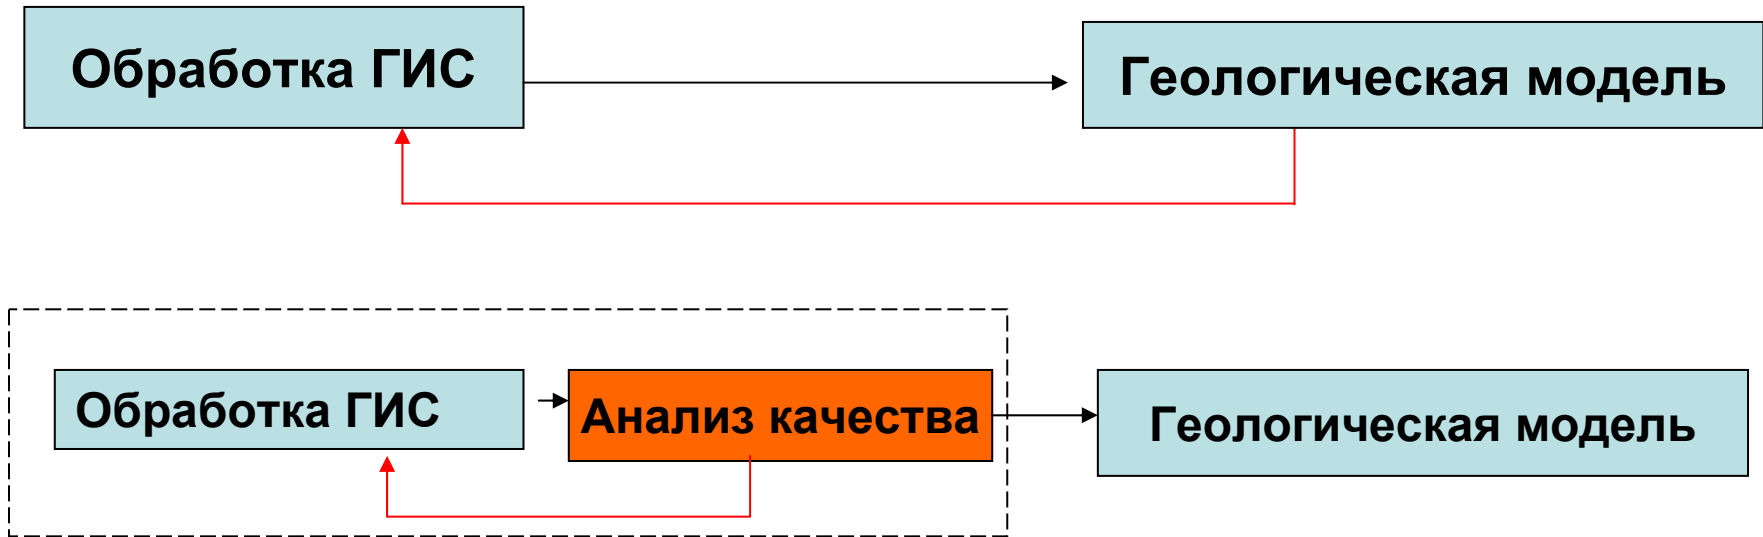 Обработка ГИС
Геологическая модель
Обработка ГИС
Анализ качества
Геологическая модель